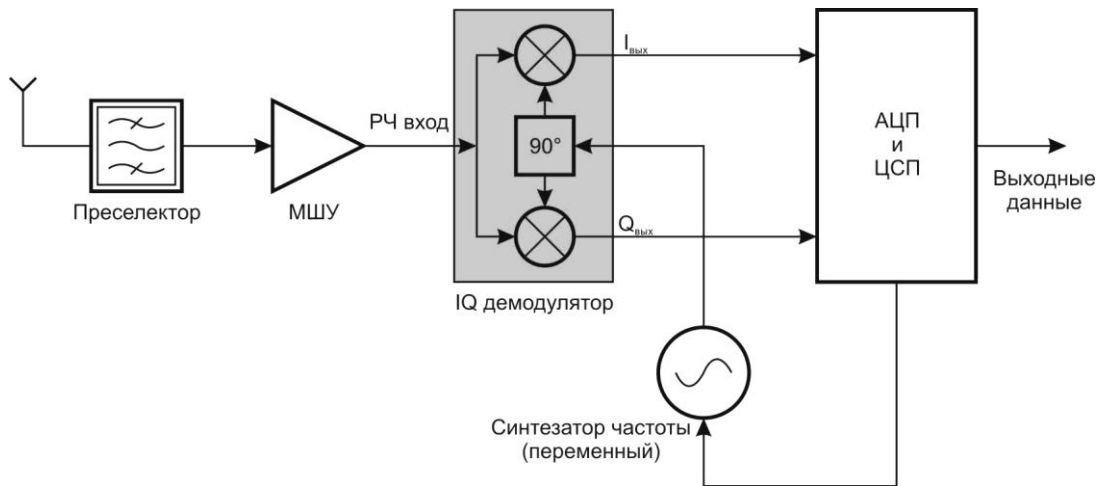 Преселектор
МШУ
РЧ вход
90°
IQ демодулятор
Iвых
Qвых
Синтезатор частоты
(переменный)
АЦП
и
ЦСП
Выходные
данные